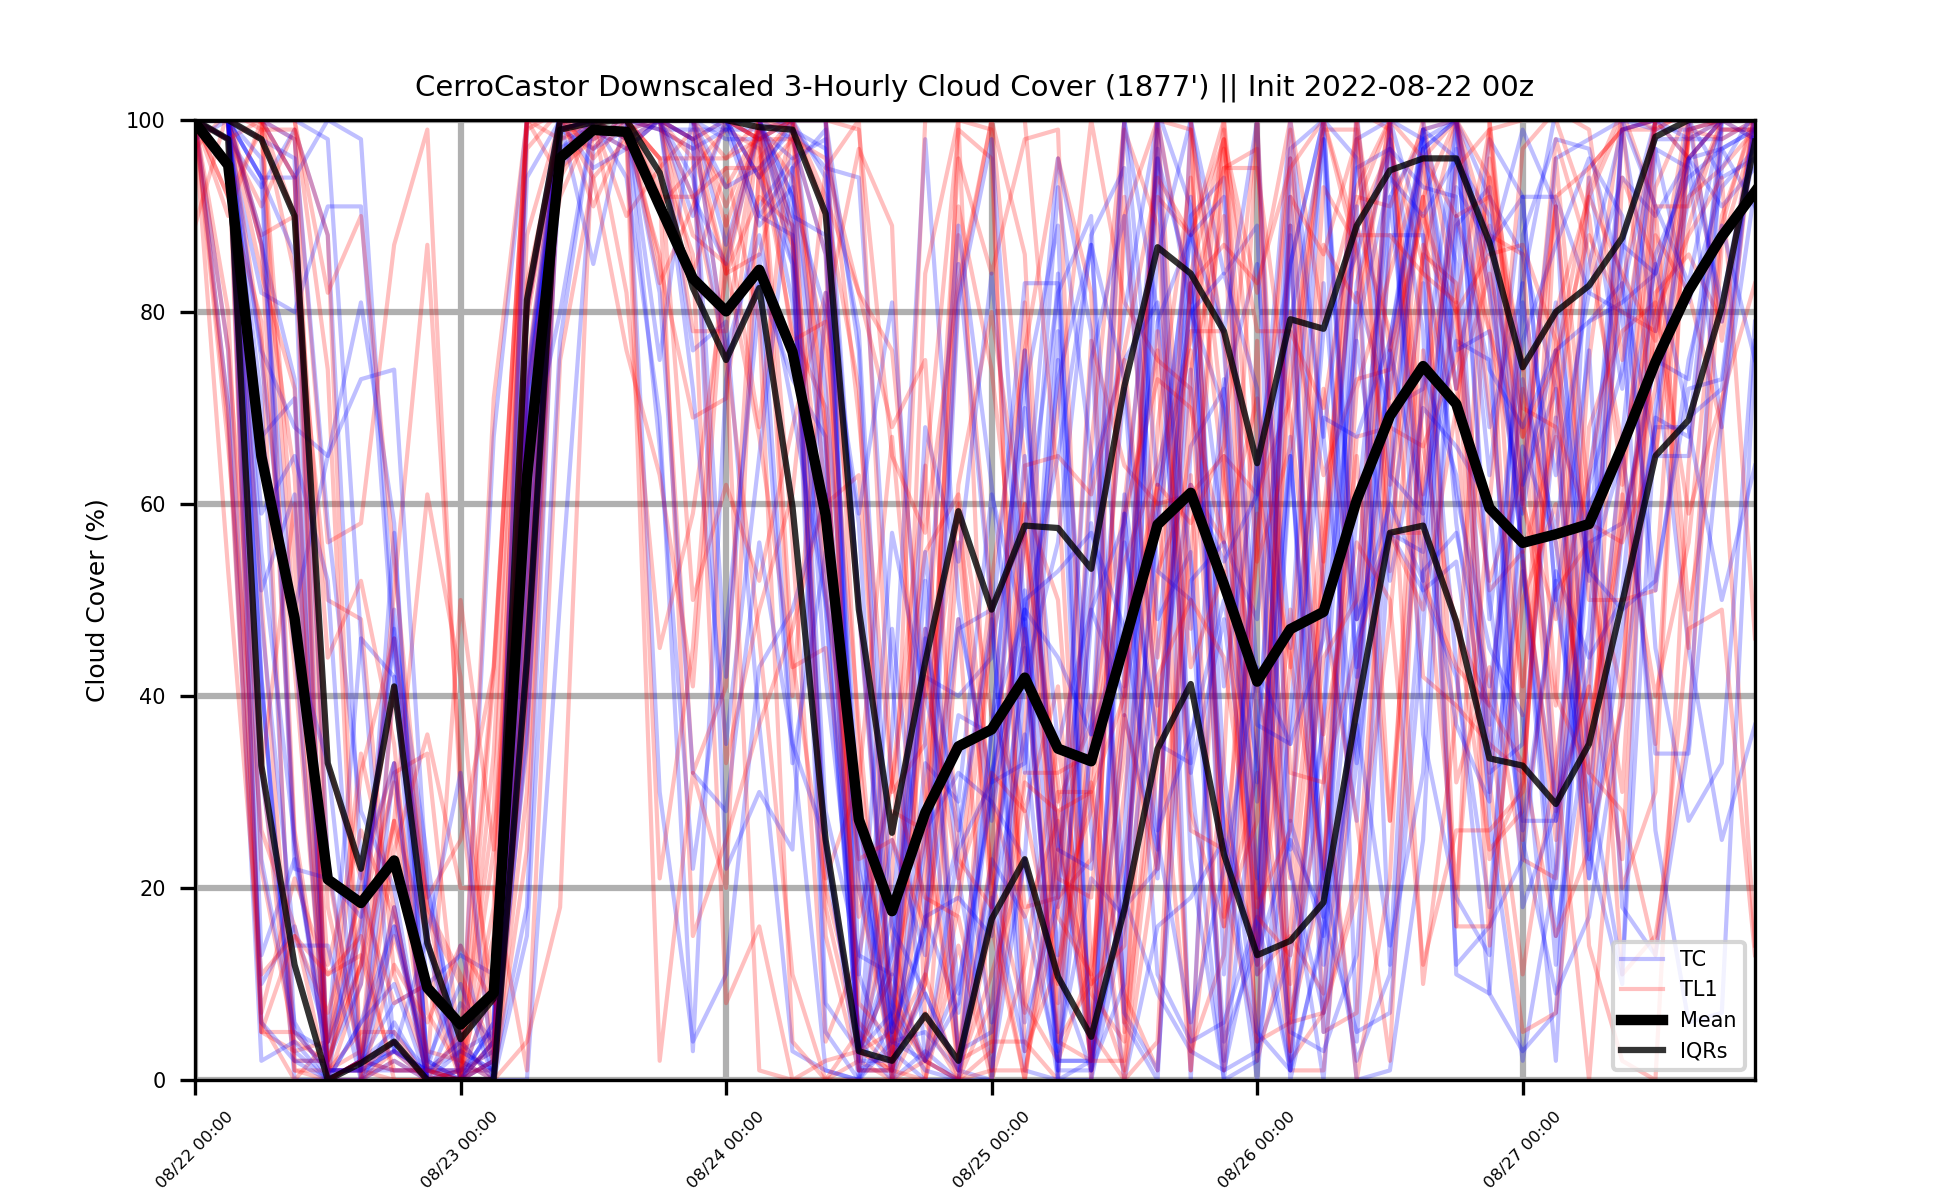 CerroCastor Downscaled 3-Hourly Cloud Cover (1877') || Init 2022-08-22 00z
Cloud Cover (%)
100
80
60
40
20
0
TC
TL1
Mean
IQRs
08/22 00:00
08/23 00:00
08/24 00:00
08/25 00:00
08/26 00:00
08/27 00:00